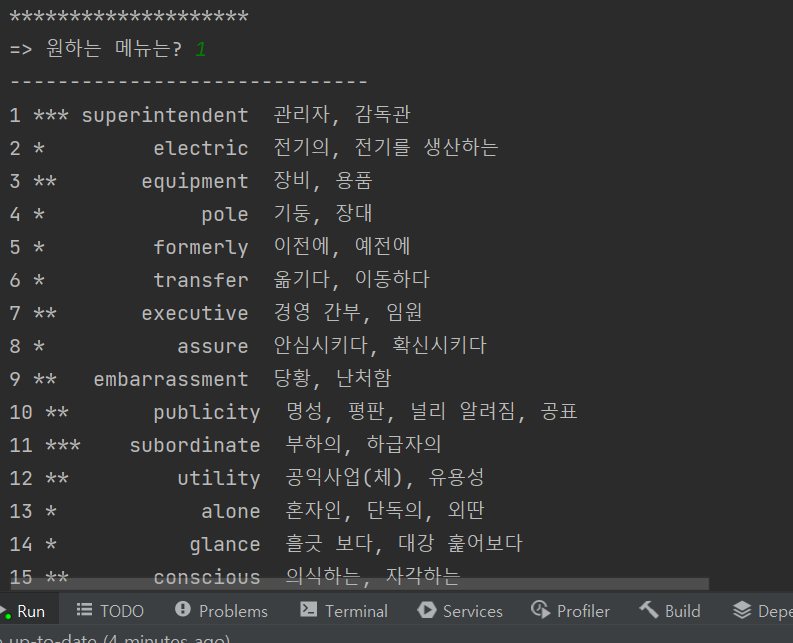 ********************
=> 원하는 메뉴는? 1
------------------------------
1 *** superintendent 관리자, 감독관
2 * electric 전기의, 전기를 생산하는
3 ** equipment 장비, 용품
4 * pole 기둥, 장대
5 * formerly 이전에, 예전에
6 * transfer 옮기다, 이동하다
7 ** executive 경영 간부, 임원
8 * assure 안심시키다, 확신시키다
9 ** embarrassment 당황, 난처함
10 ** publicity 명성, 평판, 널리 알려짐, 공표
11 *** subordinate 부하의, 하급자의
12 ** utility 공익사업(체), 유용성
13 * alone 혼자인, 단독의, 외딴
14 * glance 흘긋 보다, 대강 훑어보다
15 ** conscious 의식하는, 자각하는
Run TODO Problems Terminal Services Profiler Build Depe
up-to-date (4 minutes ago)